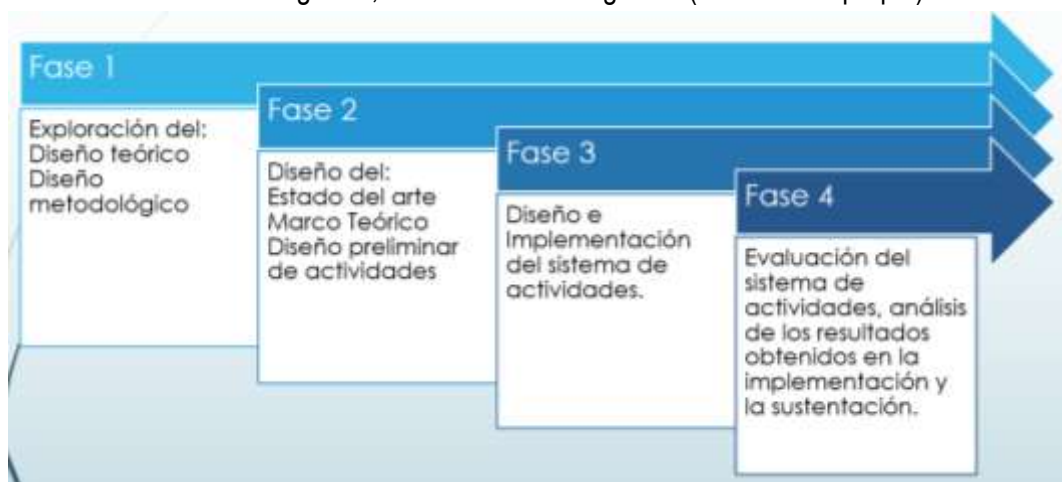 Fase 1
Exploración del:
Diseño teórico
Diseño
metodológico
Fase 2
Diseño del:
Estado del arte
Marco Teórico
Diseño preliminar
de actividades
Fase 3
Diseño e
Implementación
del sistema de
actividades.
Fase 4
Evaluación del
sistema de
actividades, análisis
de los resultados
obtenidos en la
implementación y
la sustentación.